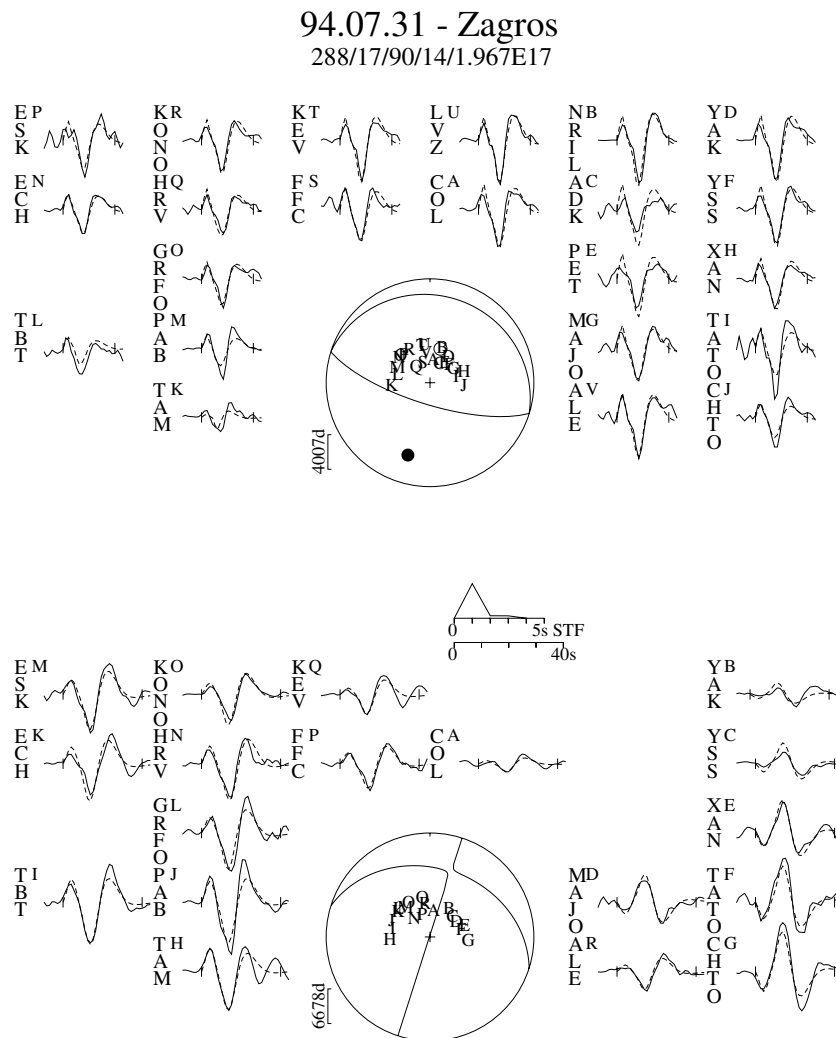 94.07.31 - Zagros
288/17/90/14/1.967E17
ESK P
KONO R
KEV T
LVZ U
NRIL B
YAK D
ECH N
HRV Q
FFC S
COL A
ADK C
YSS F
GRFO O
PET E
XAN H
TBT L
PAB M
MAJO G
TATO I
TAM K
ALE V
CHTO J
R U B
V D
M Q S A G H
L I
K J
4007d
0 5s STF
0 40s
ESK M
KONO O
KEV Q
YAK B
ECH K
HRV N
FFC P
COL A
YSS C
GRFO L
XAN E
TBT I
PAB J
MAJO D
TATO F
TAM H
ALE R
CHTO G
M O A B
J N P D E
I F
H G
6678d